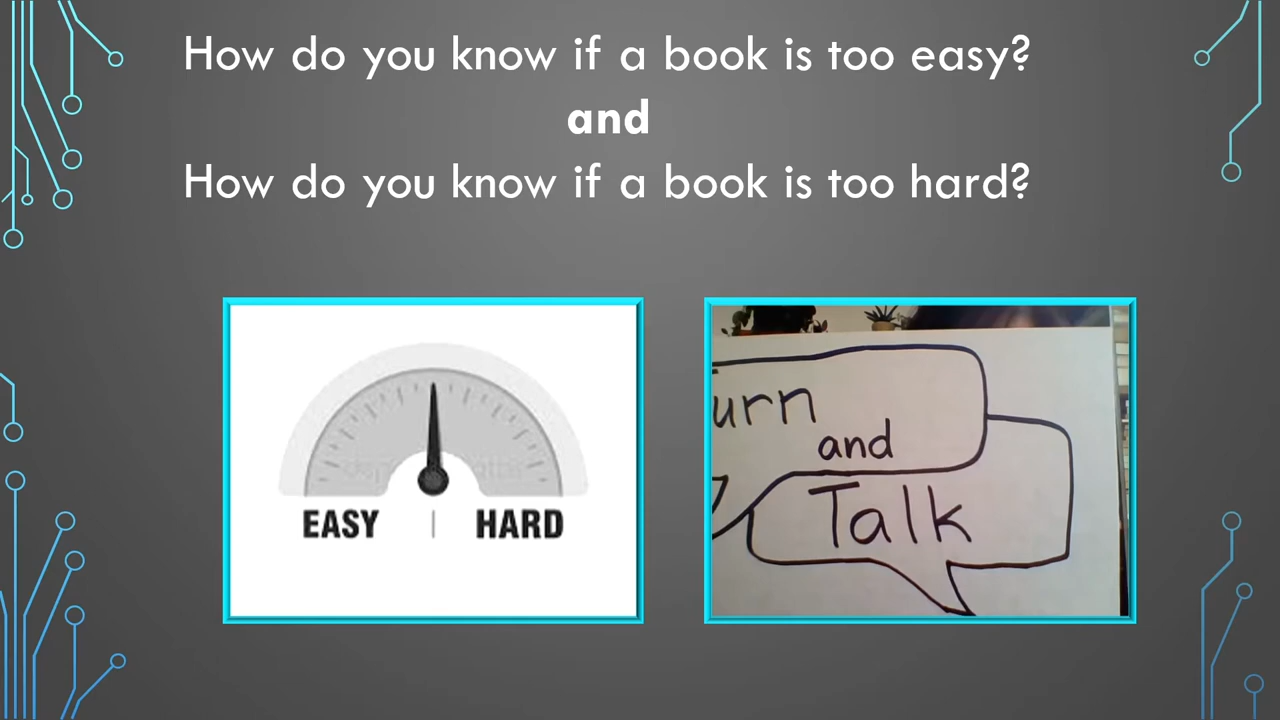 How do you know if a book is too easy?
and
How do you know if a book is too hard?
EASY | HARD
urn
and
Talk